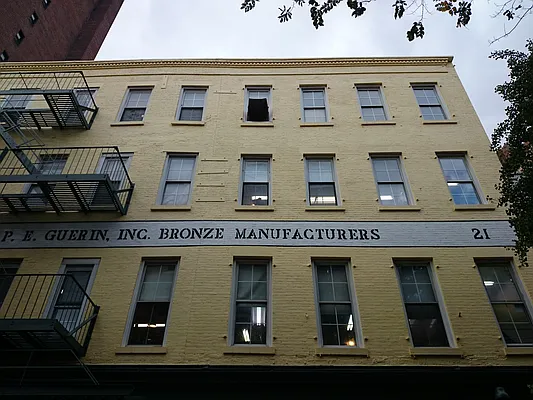 P. E. GUERIN, INC. BRONZE MANUFACTURERS 21